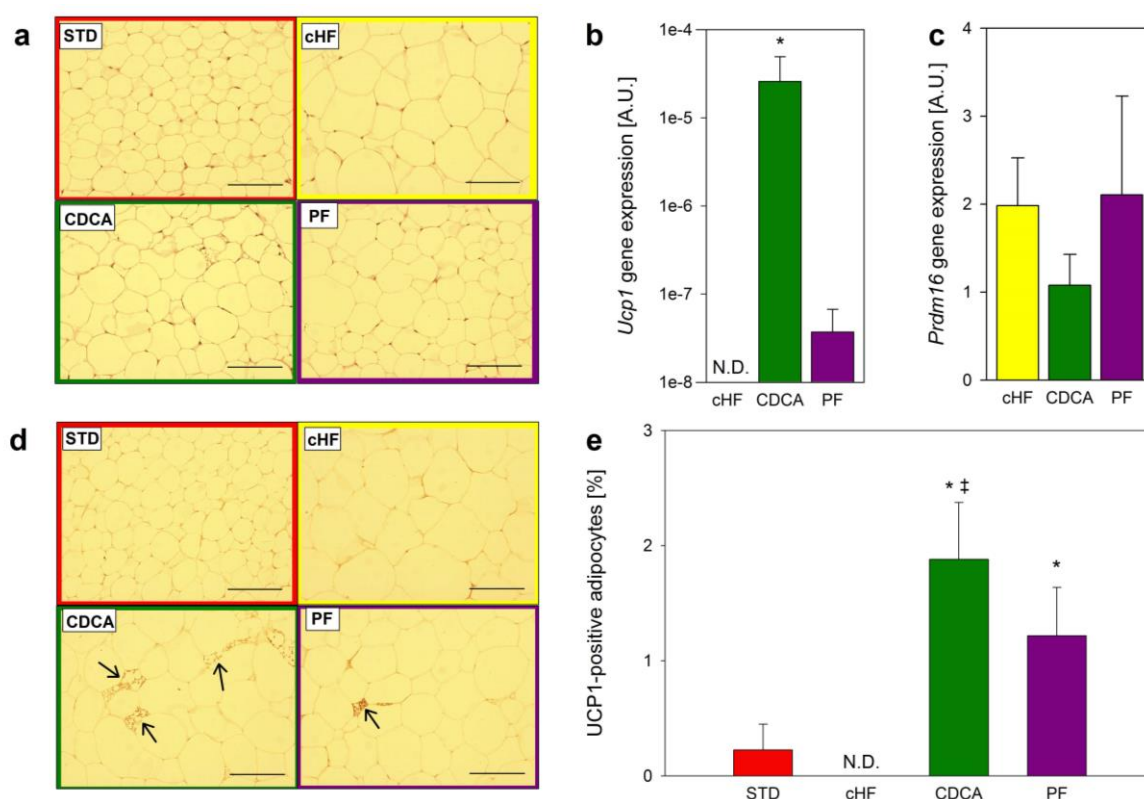 a
STD
cHF
CDCA
PF
b
Ucp1 gene expression [A.U.]
1e-4
1e-5
1e-6
1e-7
1e-8
*
N.D.
cHF CDCA PF
c
Prdm16 gene expression [A.U.]
4
3
2
1
0
cHF CDCA PF
d
STD
cHF
CDCA
PF
e
UCP1-positive adipocytes [%]
3
2
1
0
* ‡
*
N.D.
STD cHF CDCA PF